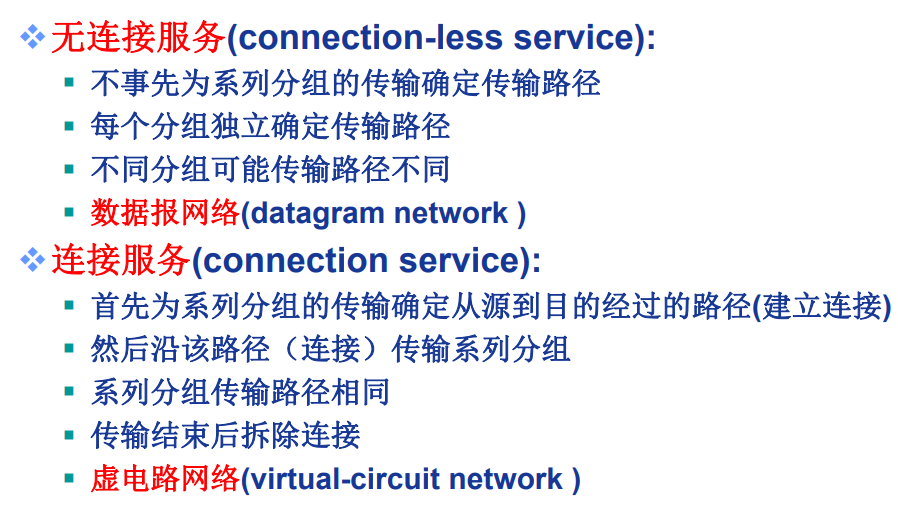 无连接服务(connection-less service):
不事先为系列分组的传输确定传输路径
每个分组独立确定传输路径
不同分组可能传输路径不同
数据报网络(datagram network )
连接服务(connection service):
首先为系列分组的传输确定从源到目的经过的路径(建立连接)
然后沿该路径（连接）传输系列分组
系列分组传输路径相同
传输结束后拆除连接
虚电路网络(virtual-circuit network )